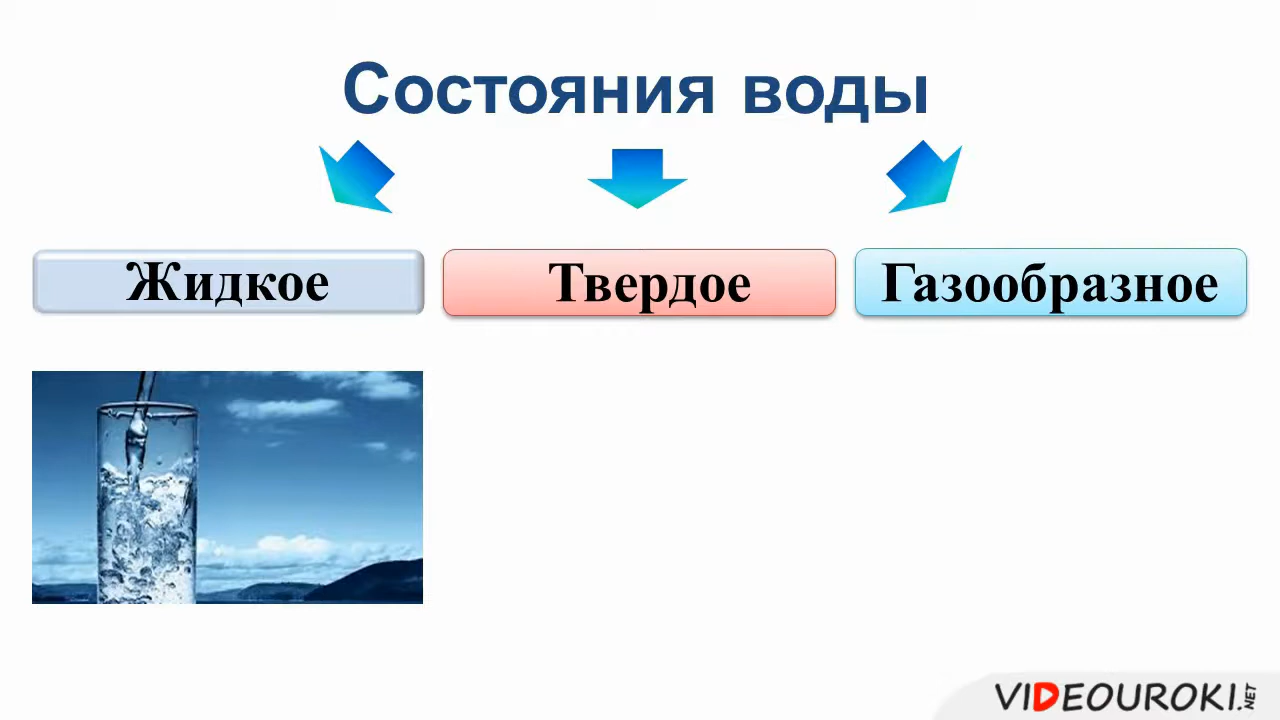 Состояния воды
Жидкое
Твердое
Газообразное
VIDEOUROKI.NET